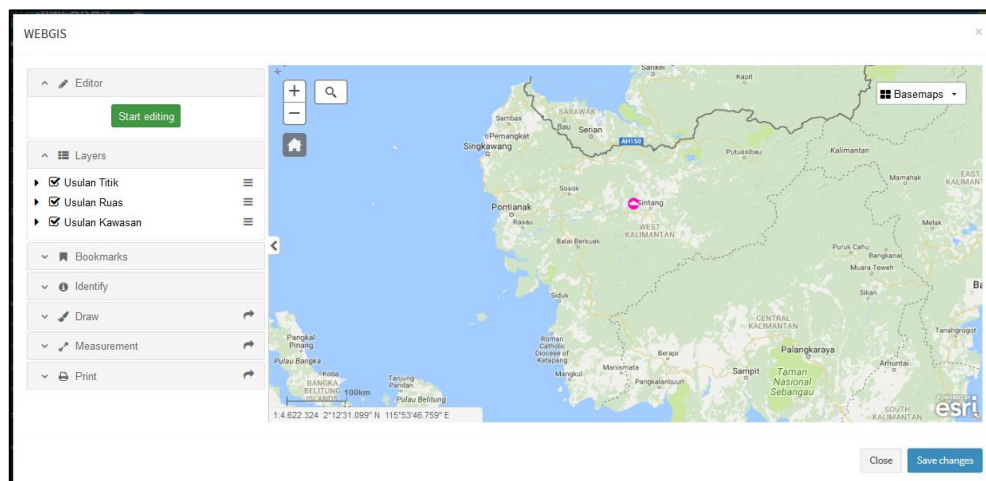 WEBGIS
×
Editor
Start editing
Layers
Usulan Titik
Usulan Ruas
Usulan Kawasan
Bookmarks
Identify
Draw
Measurement
Print
+
−
Basemaps
Kapit
SARAWAK
Sambas
Bau
Serian
Pemangkat
Singkawang
AH150
Putussibau
Kalimantan
Mamahak
EAST
KALIMANT
Sosok
Sintang
Pontianak
Rasau
WEST
KALIMANTAN
Melak
Balai Berkuak
Puruk Cahu
Bangkanai
Muara Teweh
Siduk
Sikan
Ba
CENTRAL
KALIMANTAN
Pangkal
Pinang
Roman
Catholic
Diocese of
Ketapang
Tanahgrogot
Pulau Bangka
Berapi
Palangkaraya
Amuntai
Koba
Tanjung
Pandan
Mangkul
Manismata
Sampit
Taman
Nasional
Sebangau
Pangkalanbuun
BANGKA
BELITUNG
ISLANDS
100km
Pulau Belitung
SOUTH
KALIMANTAN
POWERED BY
esri
1:4.622.324 2°12'31.099" N 115°53'46.759" E
Close
Save changes